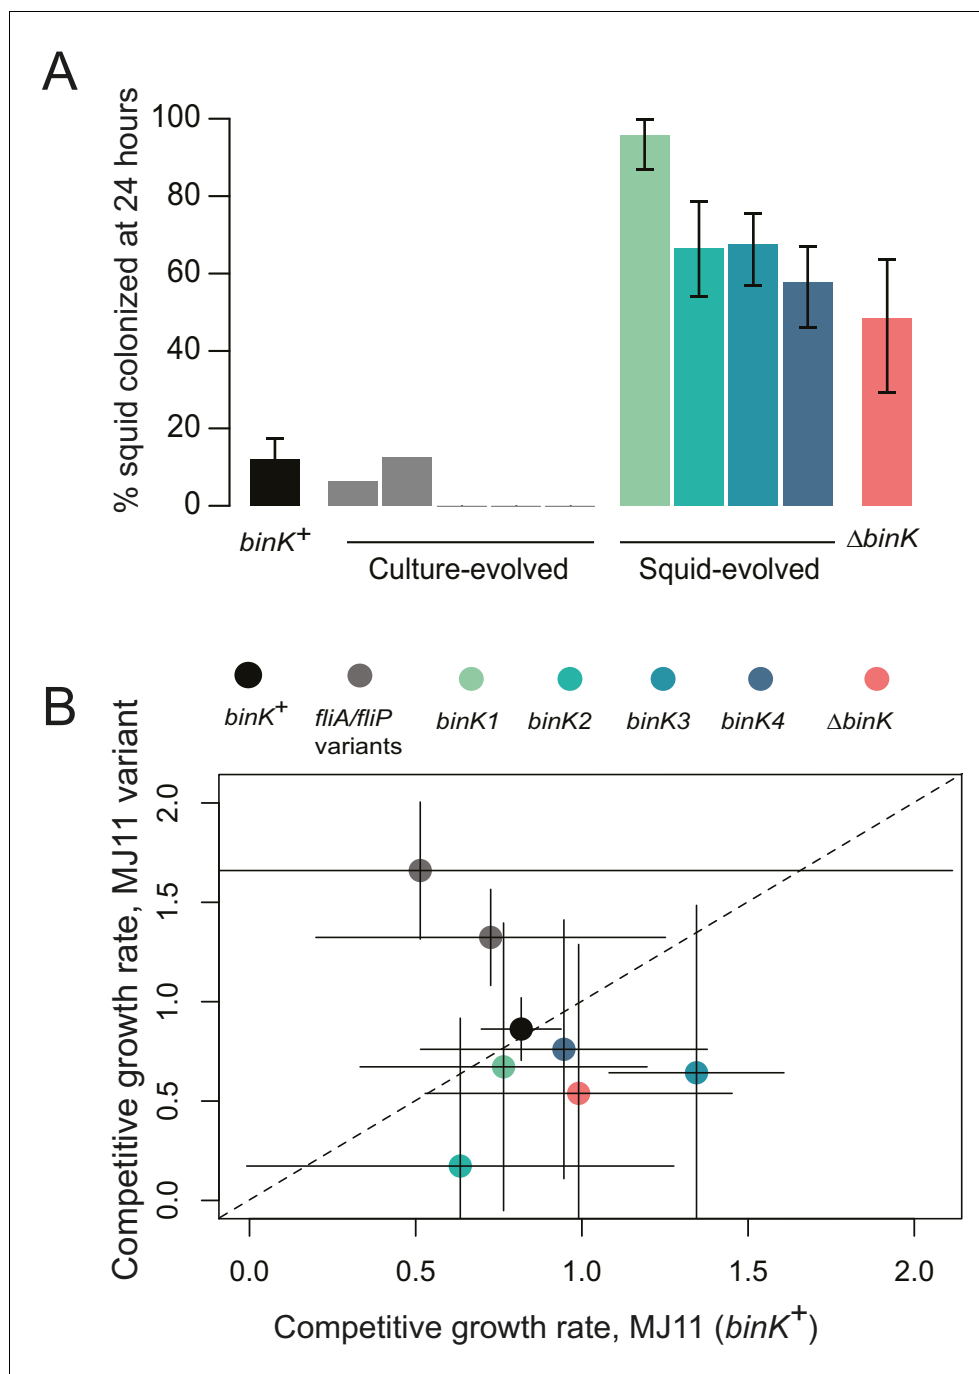 A
% squid colonized at 24 hours
100
80
60
40
20
0
binK+
Culture-evolved
Squid-evolved
ΔbinK
B
binK+
fliA/fliP
variants
binK1
binK2
binK3
binK4
ΔbinK
Competitive growth rate, MJ11 variant
2.0
1.5
1.0
0.5
0.0
0.0 0.5 1.0 1.5 2.0
Competitive growth rate, MJ11 (binK+)